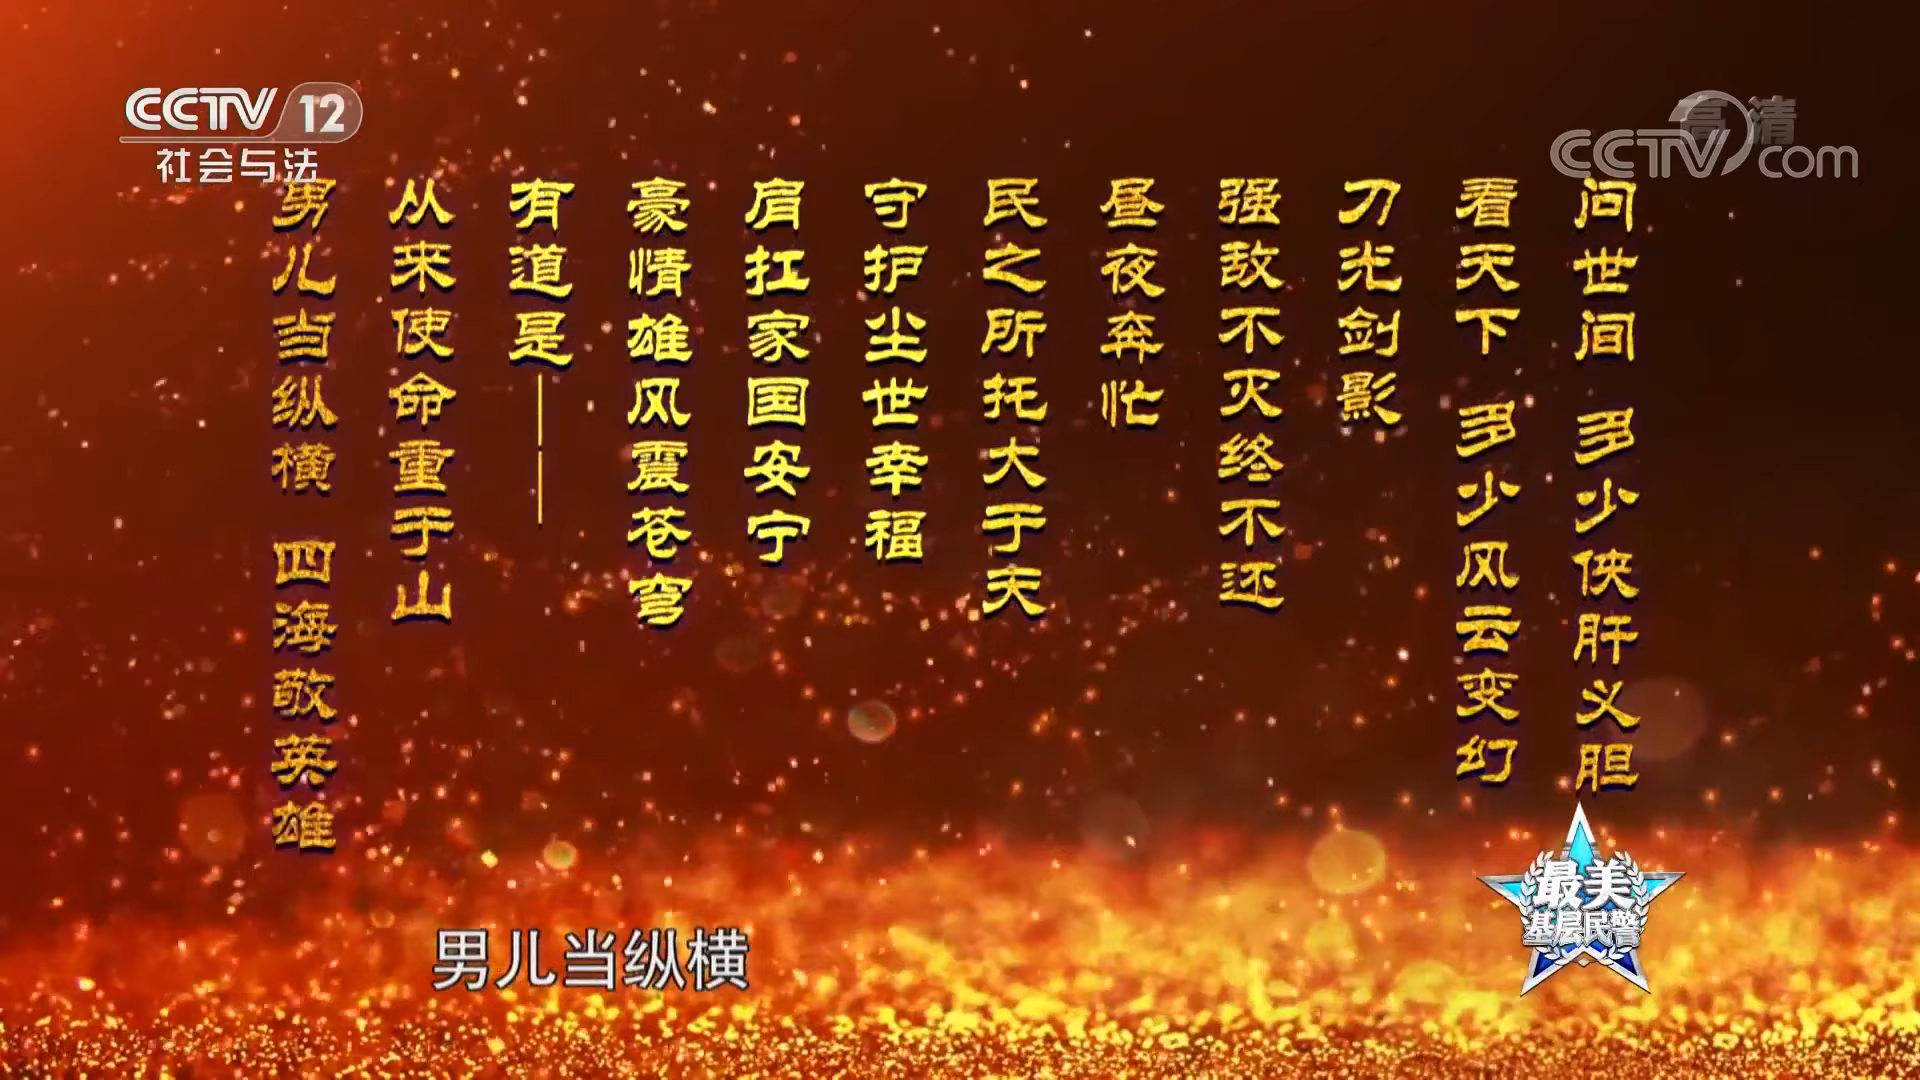 CCTV 12
社会与法
高清
CCTV.com
问世间 多少侠肝义胆
看天下 多少风云变幻
刀光剑影
强敌不灭终不还
昼夜奔忙
民之所托大于天
守护尘世幸福
肩扛家国安宁
豪情雄风震苍穹
有道是——
从来使命重于山
男儿当纵横 四海敬英雄
男儿当纵横
最美
基层民警